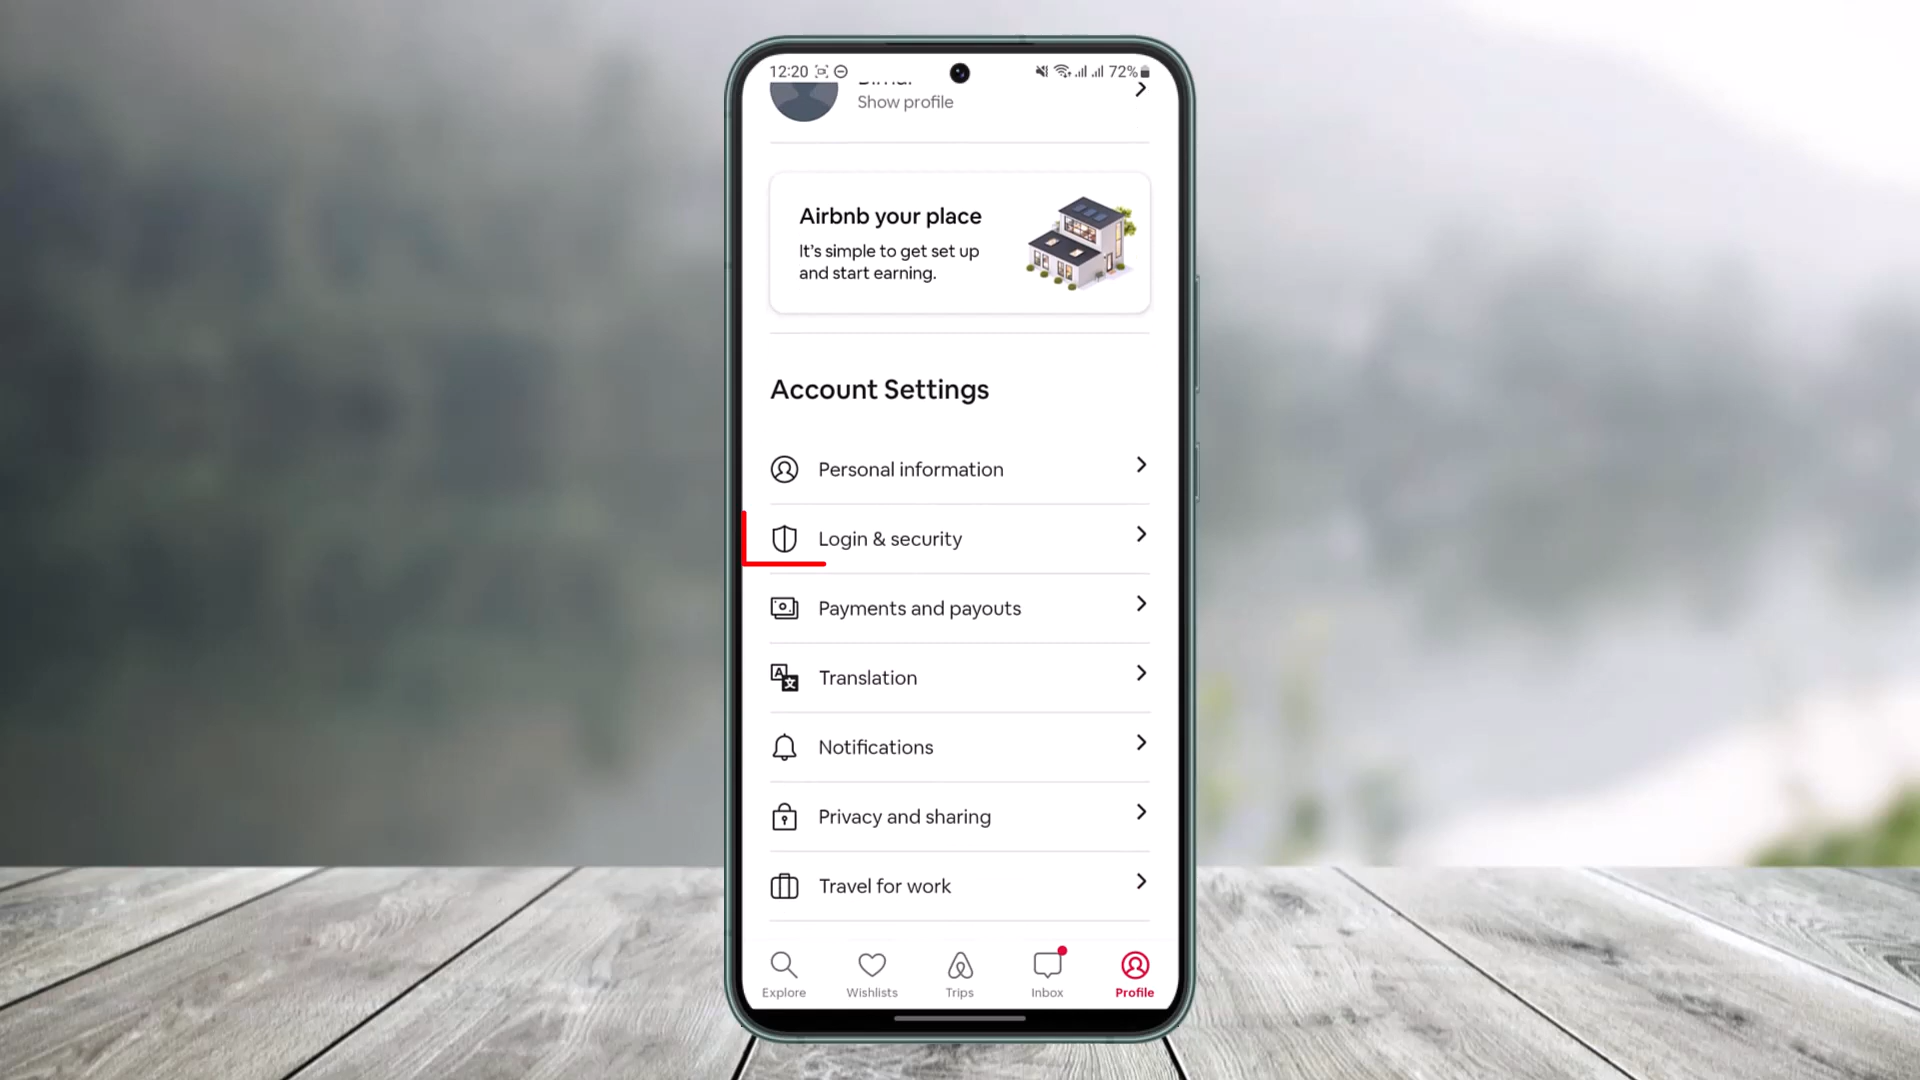 12:20
72%
Show profile
Airbnb your place
It's simple to get set up
and start earning.
Account Settings
Personal information
Login & security
Payments and payouts
Translation
Notifications
Privacy and sharing
Travel for work
Explore
Wishlists
Trips
Inbox
Profile